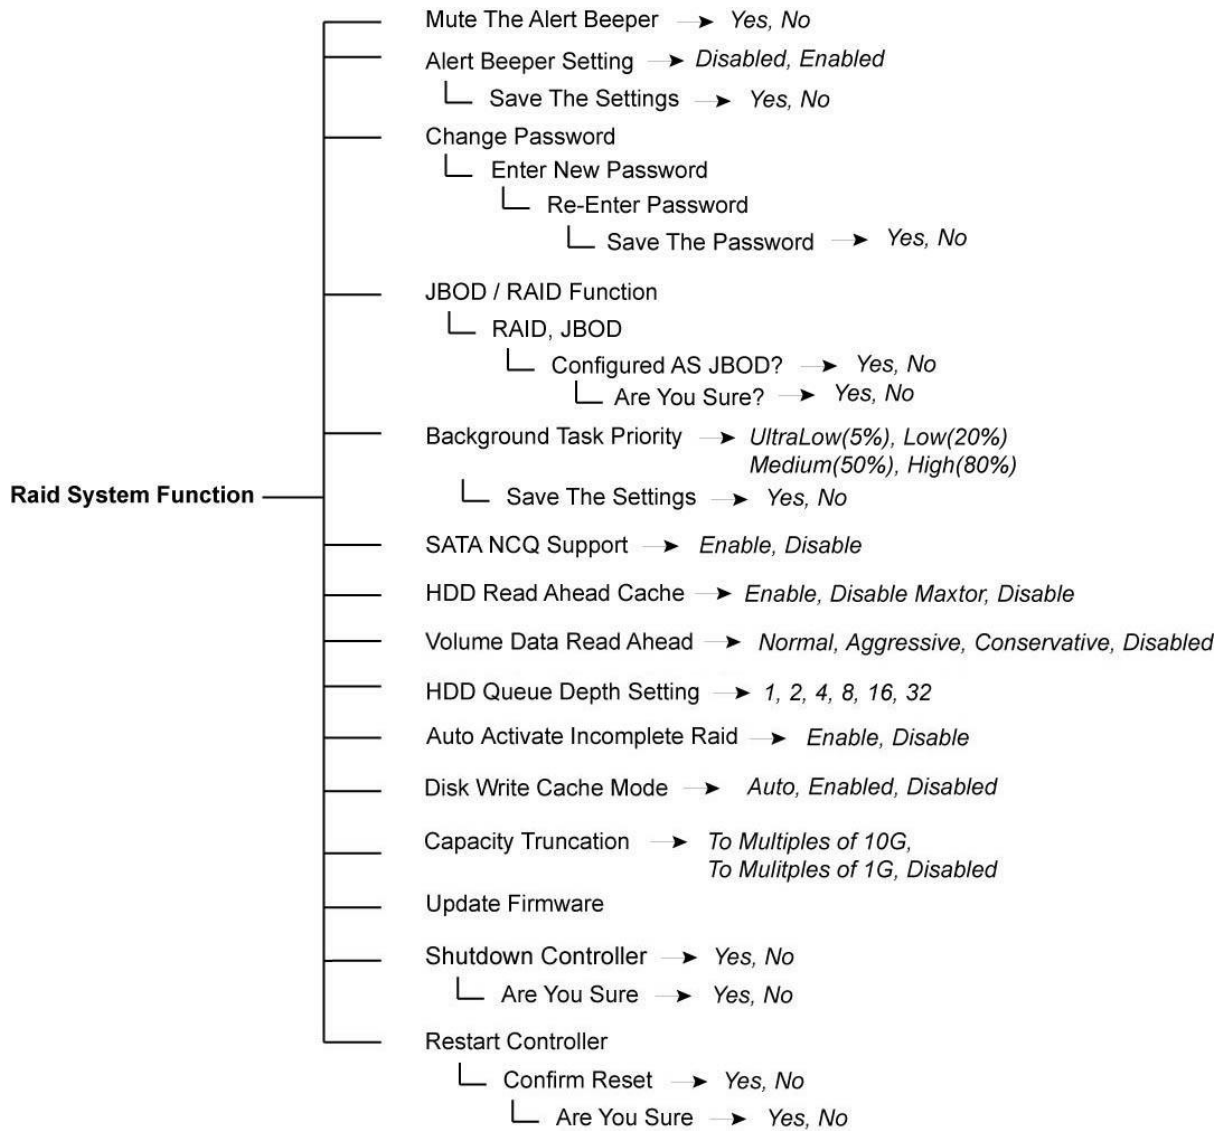 Mute The Alert Beeper Yes, No
Alert Beeper Setting Disabled, Enabled
Save The Settings Yes, No
Change Password
Enter New Password
Re-Enter Password
Save The Password Yes, No
JBOD / RAID Function
RAID, JBOD
Configured AS JBOD? Yes, No
Are You Sure? Yes, No
Background Task Priority UltraLow(5%), Low(20%)
Medium(50%), High(80%)
Raid System Function
Save The Settings Yes, No
SATA NCQ Support Enable, Disable
HDD Read Ahead Cache Enable, Disable Maxtor, Disable
Volume Data Read Ahead Normal, Aggressive, Conservative, Disabled
HDD Queue Depth Setting 1, 2, 4, 8, 16, 32
Auto Activate Incomplete Raid Enable, Disable
Disk Write Cache Mode Auto, Enabled, Disabled
Capacity Truncation To Multiples of 10G,
To Mulitples of 1G, Disabled
Update Firmware
Shutdown Controller Yes, No
Are You Sure Yes, No
Restart Controller
Confirm Reset Yes, No
Are You Sure Yes, No